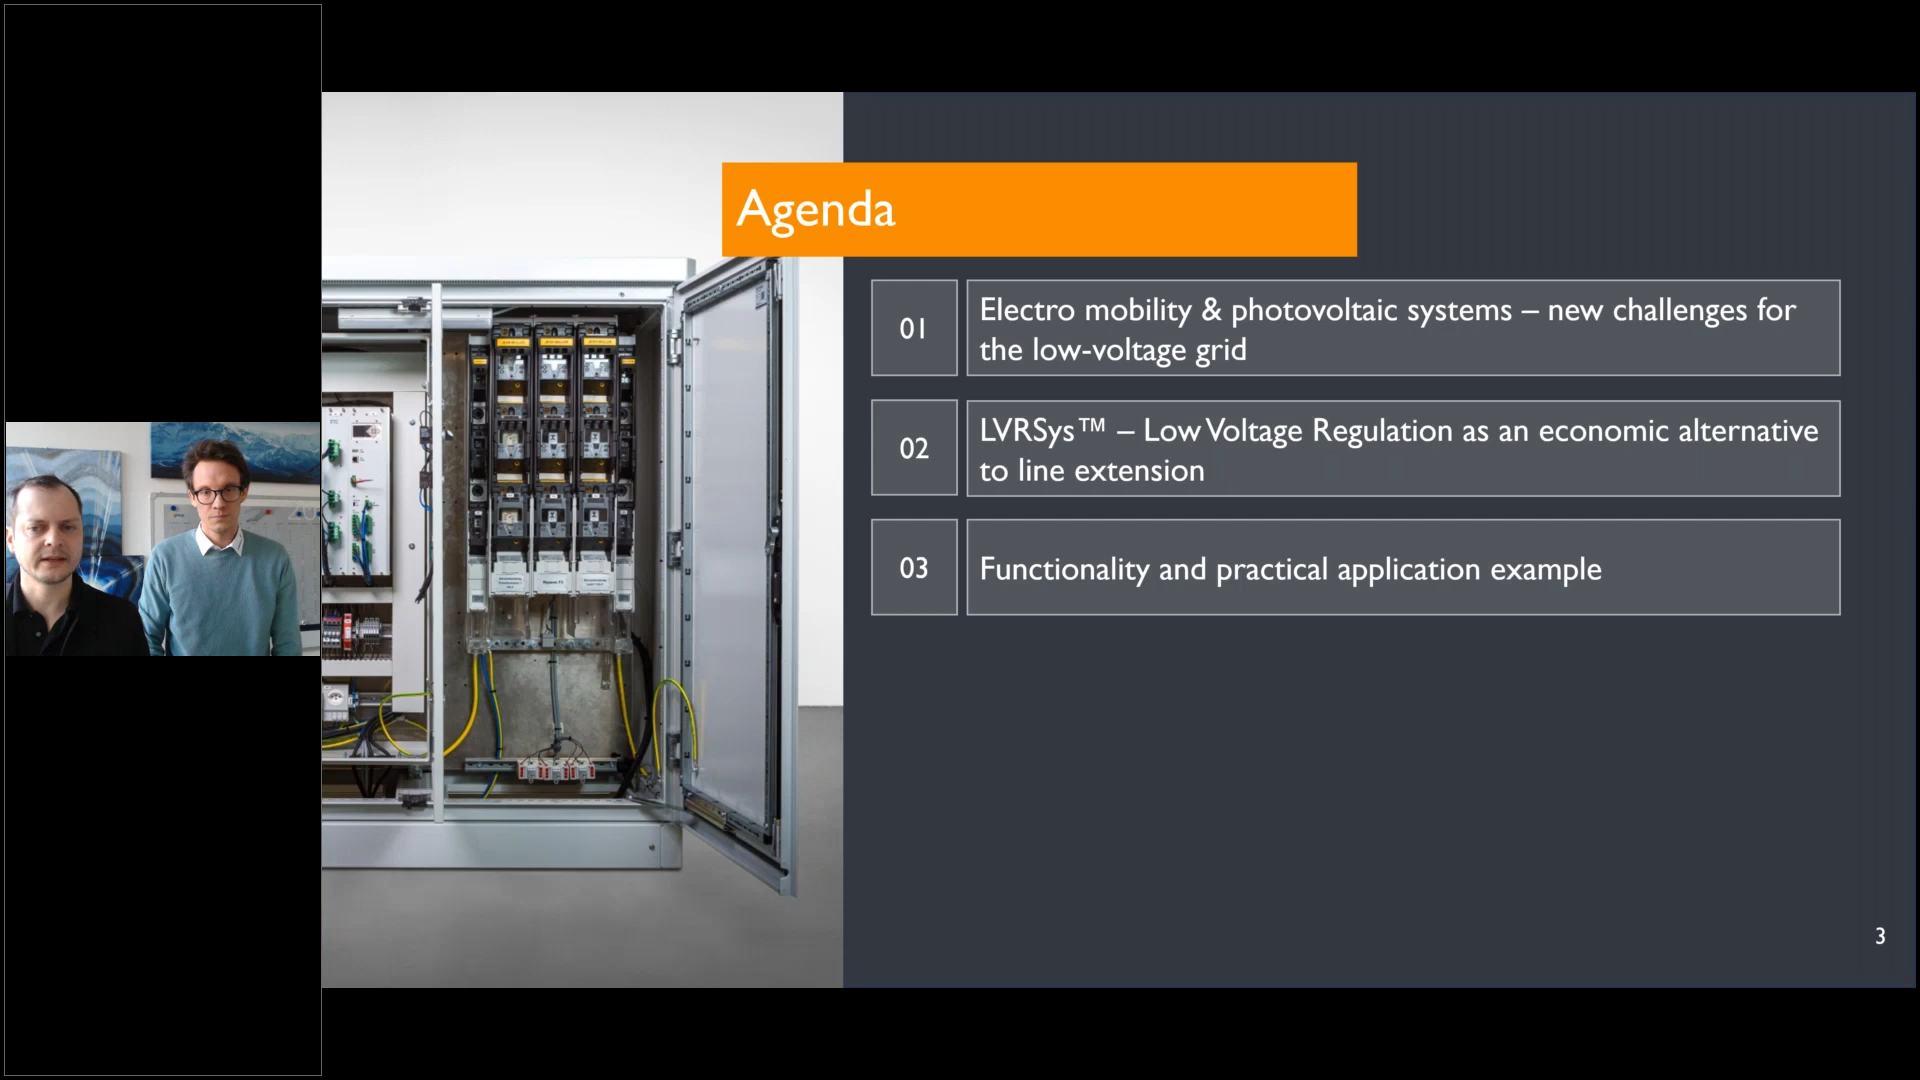 Agenda
01
Electro mobility & photovoltaic systems – new challenges for
the low-voltage grid
02
LVRSys™ – Low Voltage Regulation as an economic alternative
to line extension
03
Functionality and practical application example
3